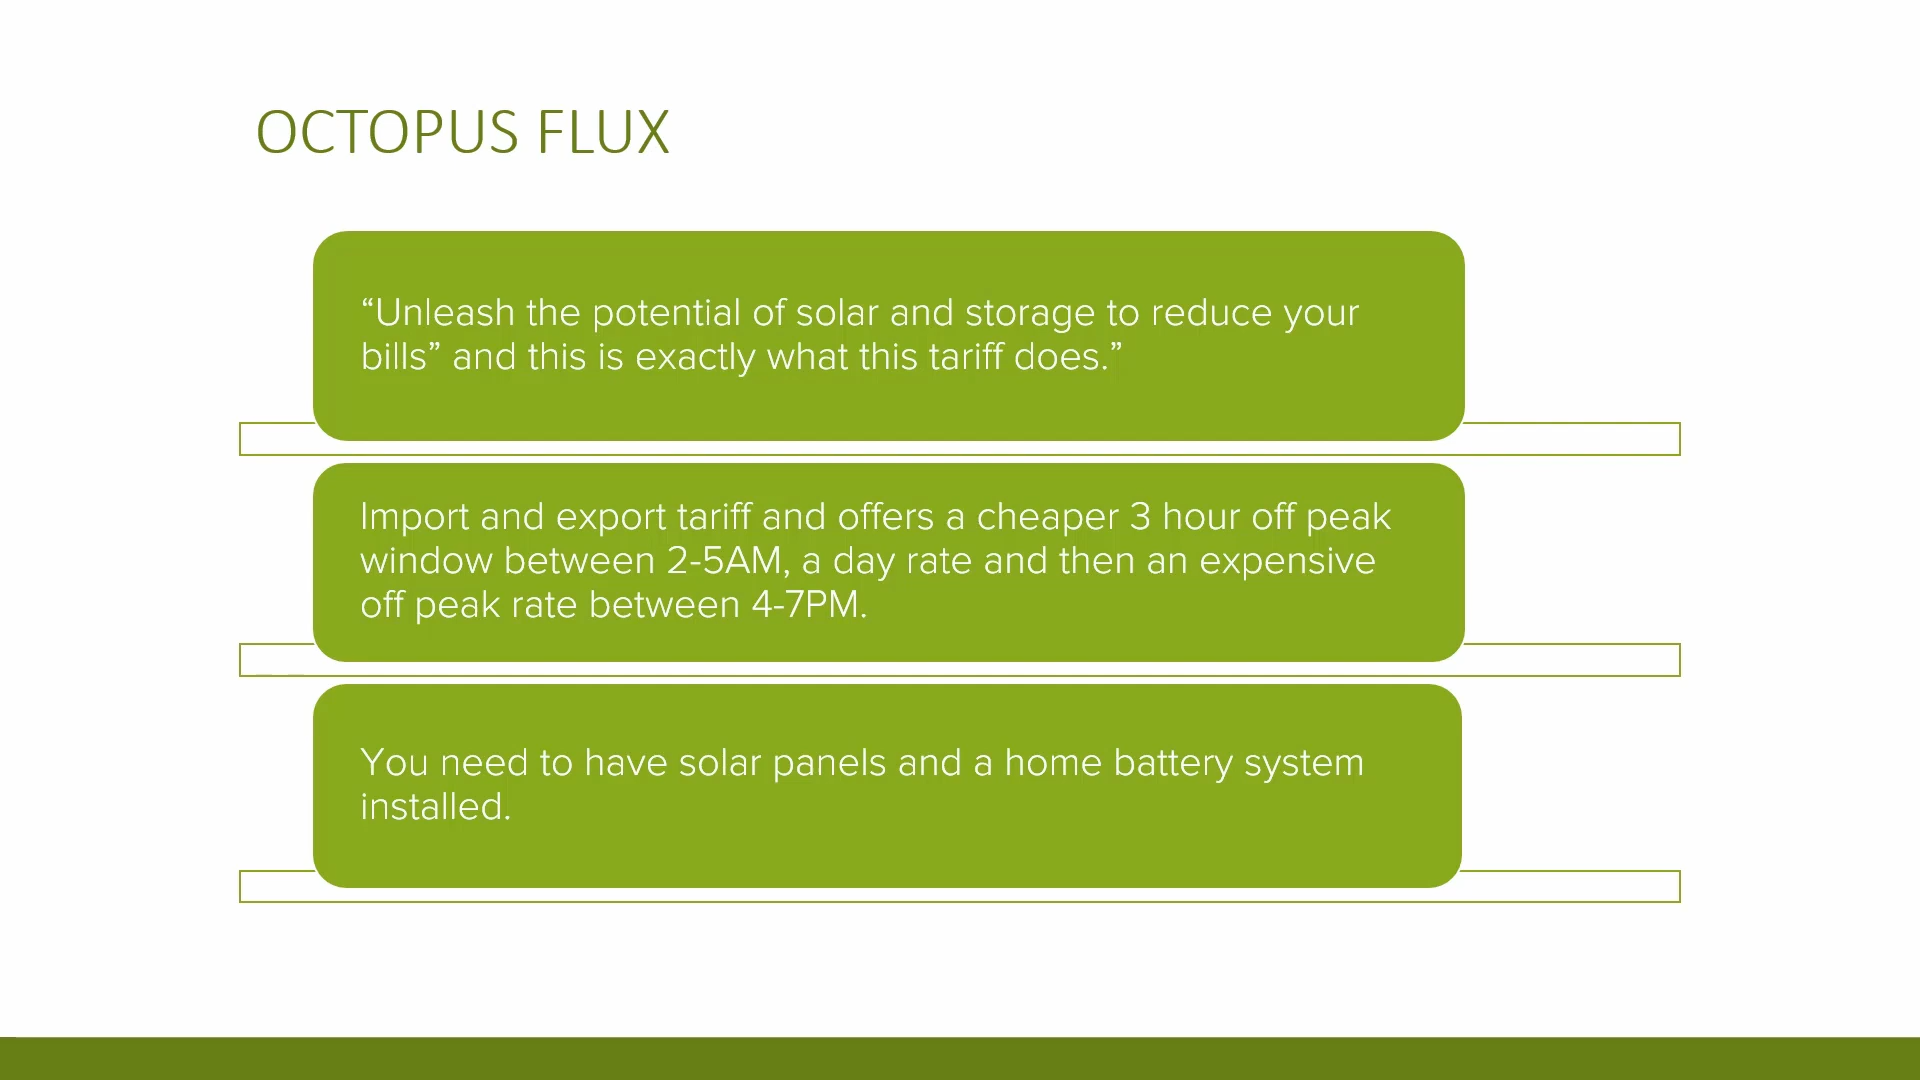 OCTOPUS FLUX
“Unleash the potential of solar and storage to reduce your
bills” and this is exactly what this tariff does.”
Import and export tariff and offers a cheaper 3 hour off peak
window between 2-5AM, a day rate and then an expensive
off peak rate between 4-7PM.
You need to have solar panels and a home battery system
installed.